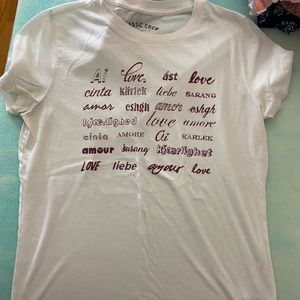 ASSIC CREW
Ai love. ást love
cinta kärlek liebe SARANG
amor eshgh amor eshgh
kjærlighed love amore
cinta AMORE Ai KÄRLEK
amour sarang kjærlighet
LOVE liebe amour love